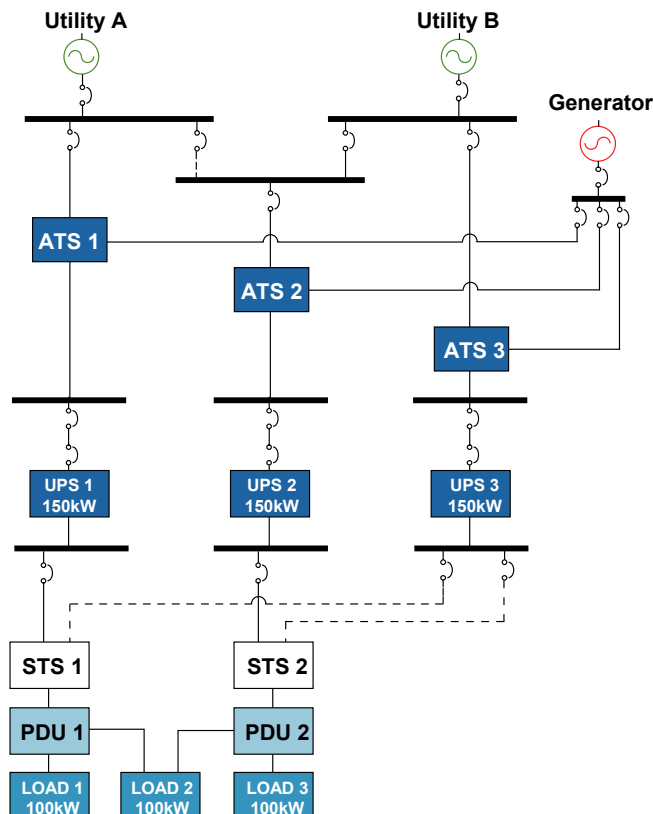 Utility A
Utility B
Generator
ATS 1
ATS 2
ATS 3
UPS 1
150kW
UPS 2
150kW
UPS 3
150kW
STS 1
STS 2
PDU 1
PDU 2
LOAD 1
100kW
LOAD 2
100kW
LOAD 3
100kW